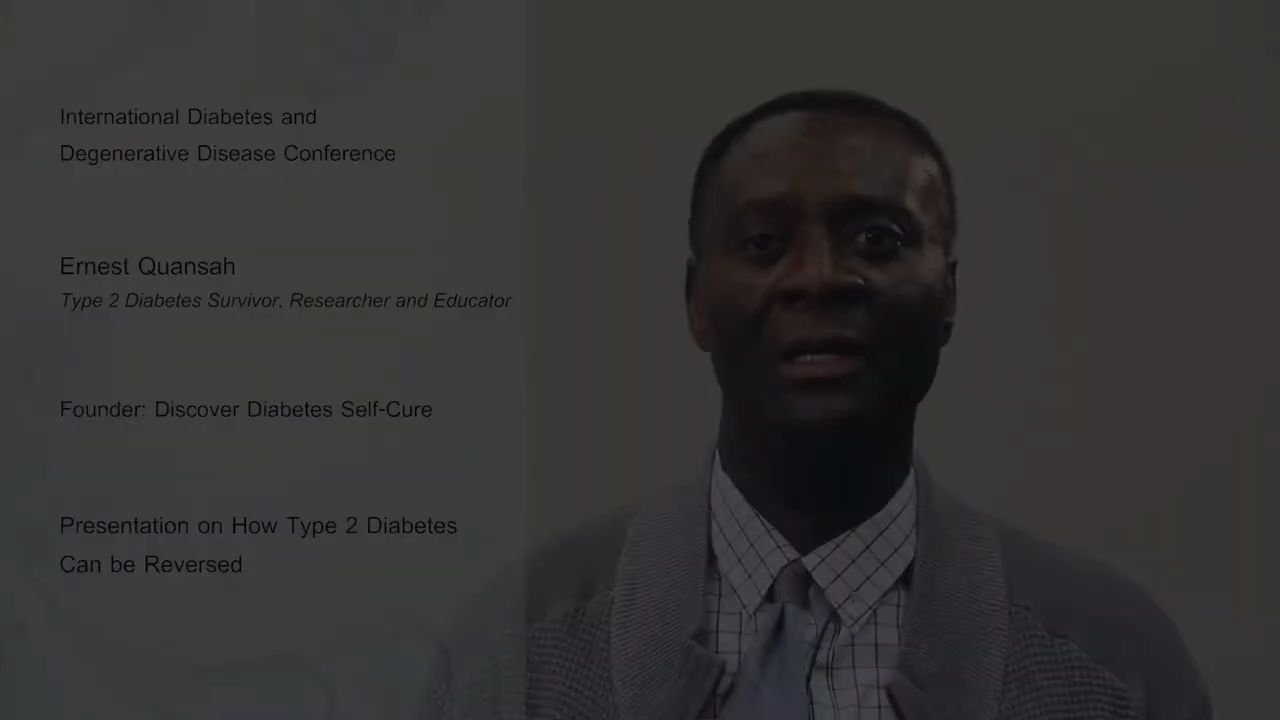 International Diabetes and
Degenerative Disease Conference
Ernest Quansah
Type 2 Diabetes Survivor, Researcher and Educator
Founder: Discover Diabetes Self-Cure
Presentation on How Type 2 Diabetes
Can be Reversed